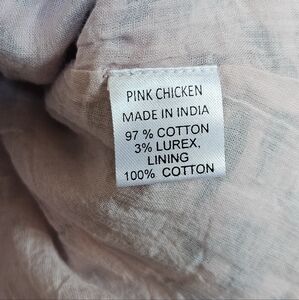 PINK CHICKEN
MADE IN INDIA
97 % COTTON
3% LUREX,
LINING
100% COTTON